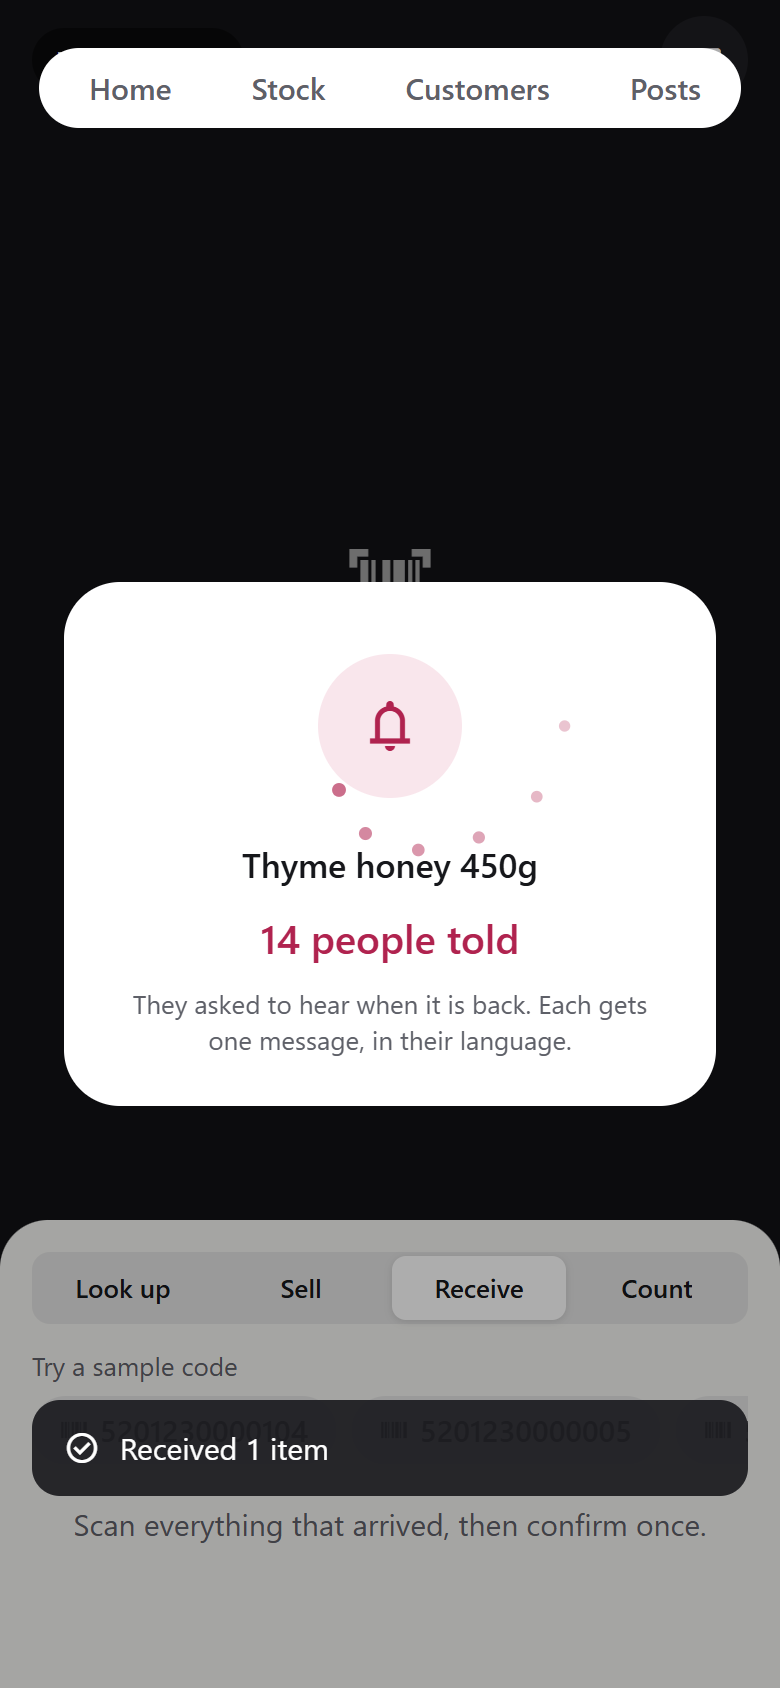 Home Stock Customers Posts
Thyme honey 450g
14 people told
They asked to hear when it is back. Each gets
one message, in their language.
Look up Sell Receive Count
Try a sample code
5201230000104 5201230000005
Received 1 item
Scan everything that arrived, then confirm once.